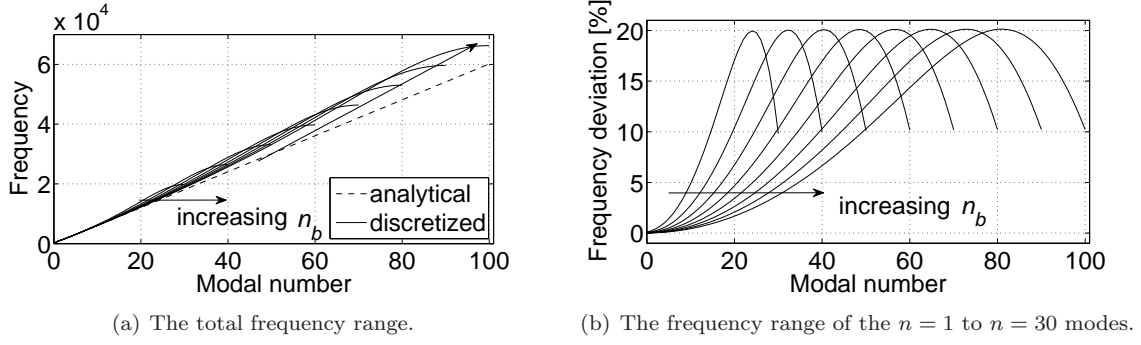 x 10⁴
6
4
2
0
Frequency
0 20 40 60 80 100
Modal number
analytical
discretized
increasing n_b
(a) The total frequency range.
20
15
10
5
0
Frequency deviation [%]
0 20 40 60 80 100
Modal number
increasing n_b
(b) The frequency range of the n = 1 to n = 30 modes.